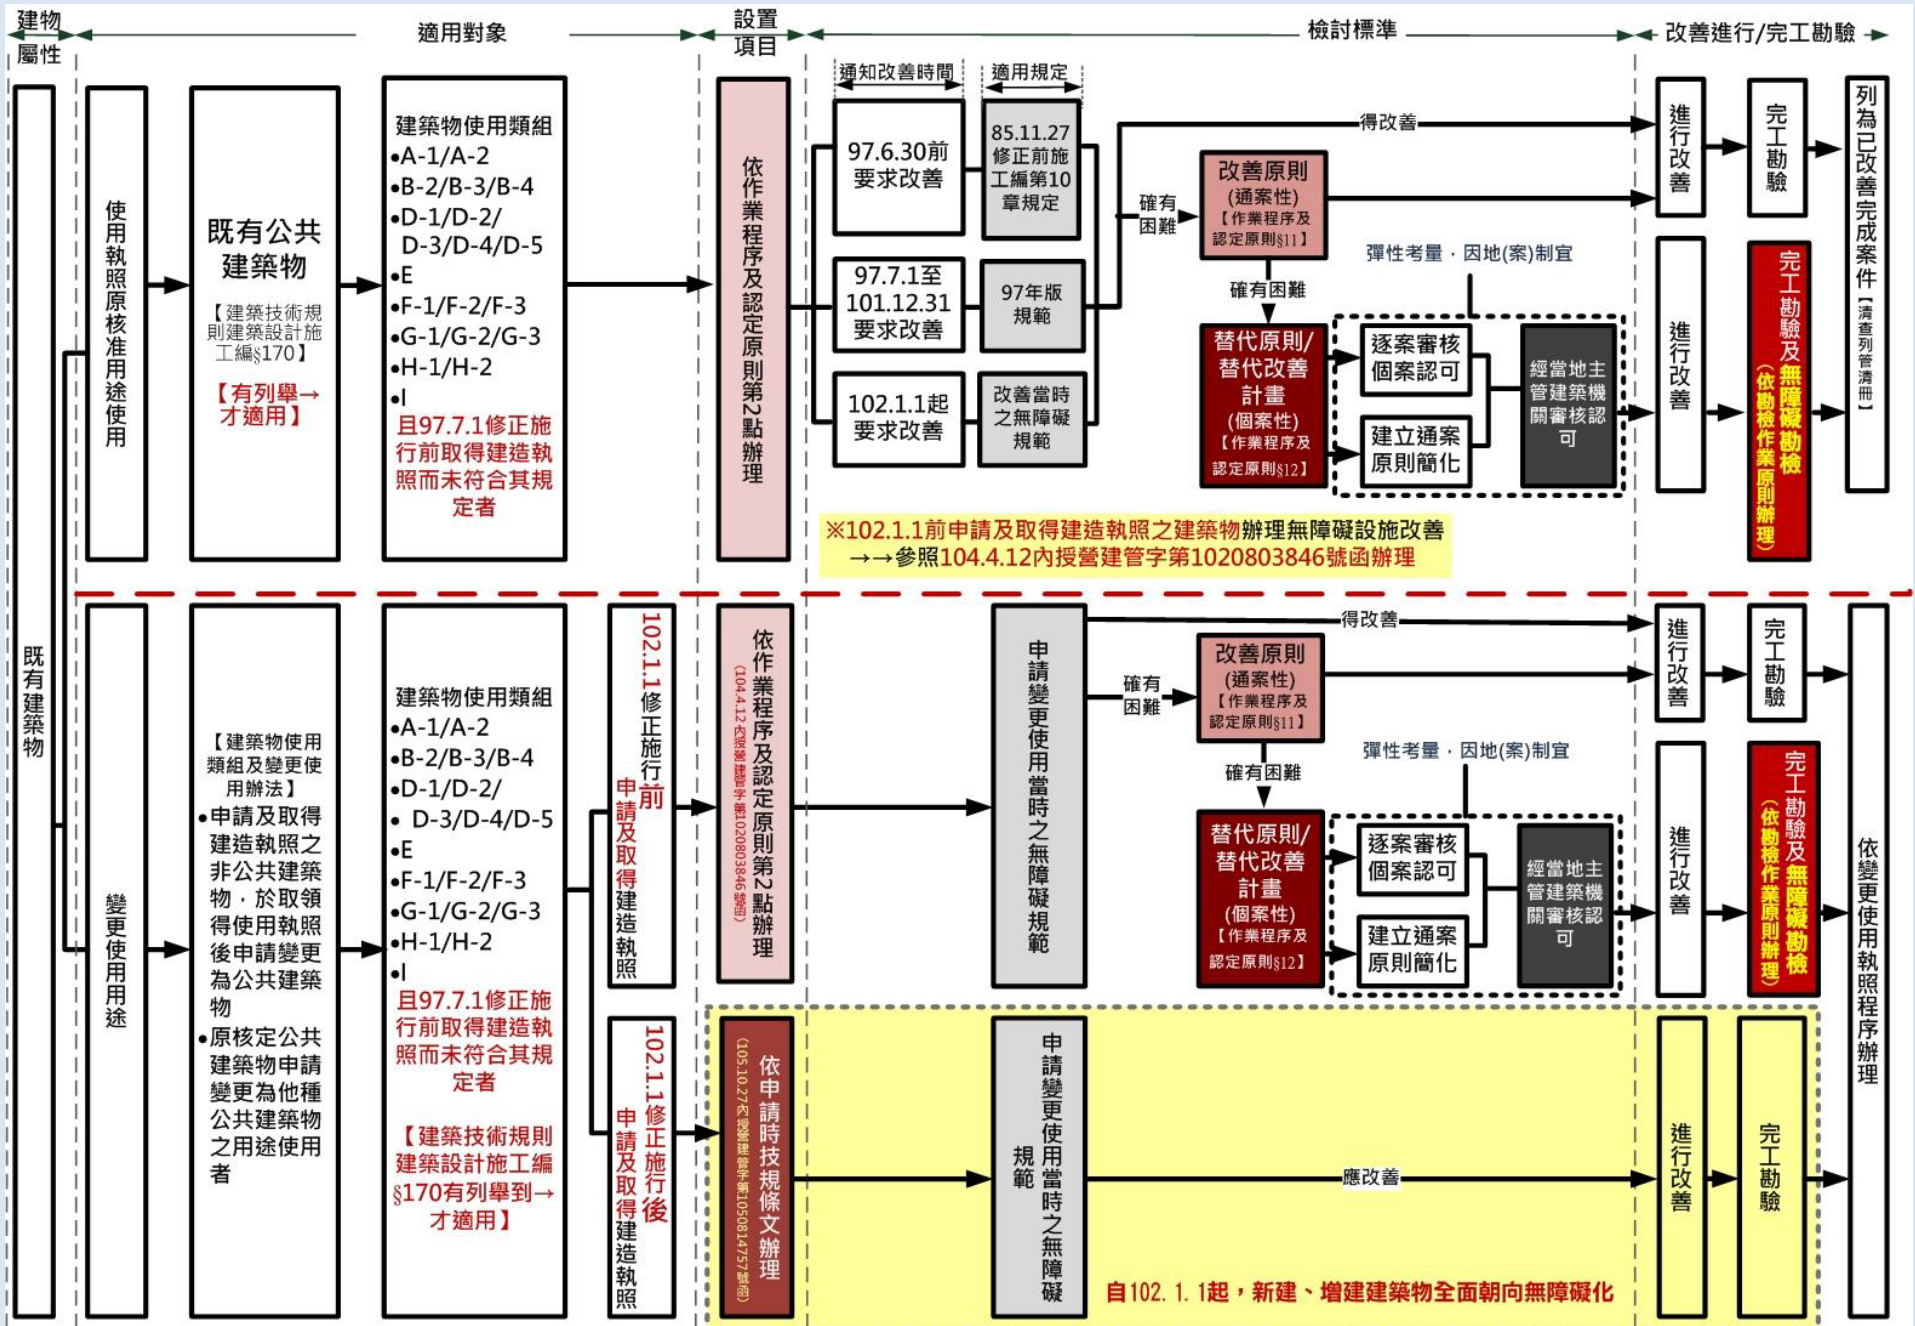 建物
屬性
適用對象
設置
項目
檢討標準
改善進行/完工勘驗
既有建築物
使用執照原核准用途使用
既有公共
建築物
【建築技術規
則建築設計施
工編§170】
【有列舉→
才適用】
建築物使用類組
•A-1/A-2
•B-2/B-3/B-4
•D-1/D-2/
D-3/D-4/D-5
•E
•F-1/F-2/F-3
•G-1/G-2/G-3
•H-1/H-2
•I
且97.7.1修正施
行前取得建造執
照而未符合其規
定者
依作業程序及認定原則第2點辦理
通知改善時間
適用規定
97.6.30前
要求改善
85.11.27
修正前施
工編第10
章規定
97.7.1至
101.12.31
要求改善
97年版
規範
102.1.1起
要求改善
改善當時
之無障礙
規範
得改善
確有
困難
改善原則
(通案性)
【作業程序及
認定原則§11】
確有困難
替代原則/
替代改善
計畫
(個案性)
【作業程序及
認定原則§12】
彈性考量，因地(案)制宜
逐案審核
個案認可
建立通案
原則簡化
經當地主
管建築機
關審核認
可
進行改善
完工勘驗
進行改善
完工勘驗及無障礙勘檢
(依勘檢作業原則辦理)
列為已改善完成案件【清查列管清冊】
※102.1.1前申請及取得建造執照之建築物辦理無障礙設施改善
→→參照104.4.12內授營建管字第1020803846號函辦理
變更使用用途
【建築物使用
類組及變更使
用辦法】
•申請及取得
建造執照之
非公共建築
物，於取領
得使用執照
後申請變更
為公共建築
物
•原核定公共
建築物申請
變更為他種
公共建築物
之用途使用
者
建築物使用類組
•A-1/A-2
•B-2/B-3/B-4
•D-1/D-2/
• D-3/D-4/D-5
•E
•F-1/F-2/F-3
•G-1/G-2/G-3
•H-1/H-2
•I
且97.7.1修正施
行前取得建造執
照而未符合其規
定者
【建築技術規則
建築設計施工編
§170有列舉到→
才適用】
102.1.1修正施行前
申請及取得建造執照
依作業程序及認定原則第2點辦理
(104.4.12內授營建管字第1020803846號函)
申請變更使用當時之無障礙規範
得改善
確有
困難
改善原則
(通案性)
【作業程序及
認定原則§11】
確有困難
替代原則/
替代改善
計畫
(個案性)
【作業程序及
認定原則§12】
彈性考量，因地(案)制宜
逐案審核
個案認可
建立通案
原則簡化
經當地主
管建築機
關審核認
可
進行改善
完工勘驗
進行改善
完工勘驗及無障礙勘檢
(依勘檢作業原則辦理)
依變更使用執照程序辦理
102.1.1修正施行後
申請及取得建造執照
依申請時技規條文辦理
(105.10.27內授營建管字第1050814757號函)
申請變更使用當時之無障礙
規範
應改善
進行改善
完工勘驗
自102.1.1起，新建、增建建築物全面朝向無障礙化